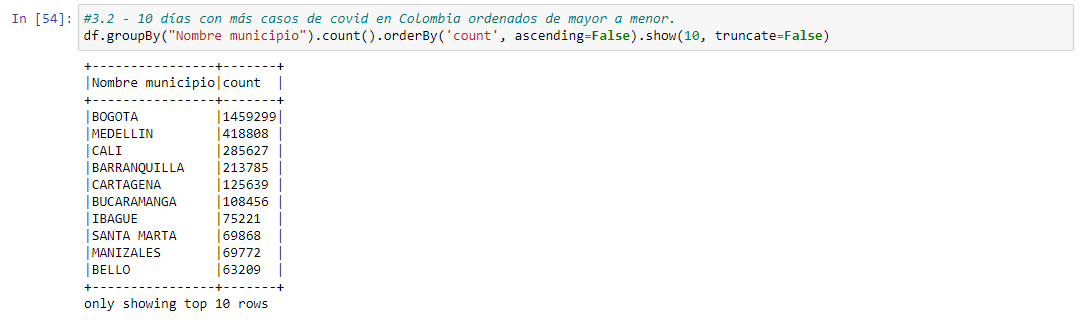 In [54]: #3.2 - 10 días con más casos de covid en Colombia ordenados de mayor a menor.
df.groupBy("Nombre municipio").count().orderBy('count', ascending=False).show(10, truncate=False)
+----------------+-------+
|Nombre municipio|count  |
+----------------+-------+
|BOGOTA          |1459299|
|MEDELLIN        |418808 |
|CALI            |285627 |
|BARRANQUILLA    |213785 |
|CARTAGENA       |125639 |
|BUCARAMANGA     |108456 |
|IBAGUE          |75221  |
|SANTA MARTA     |69868  |
|MANIZALES       |69772  |
|BELLO           |63209  |
+----------------+-------+
only showing top 10 rows